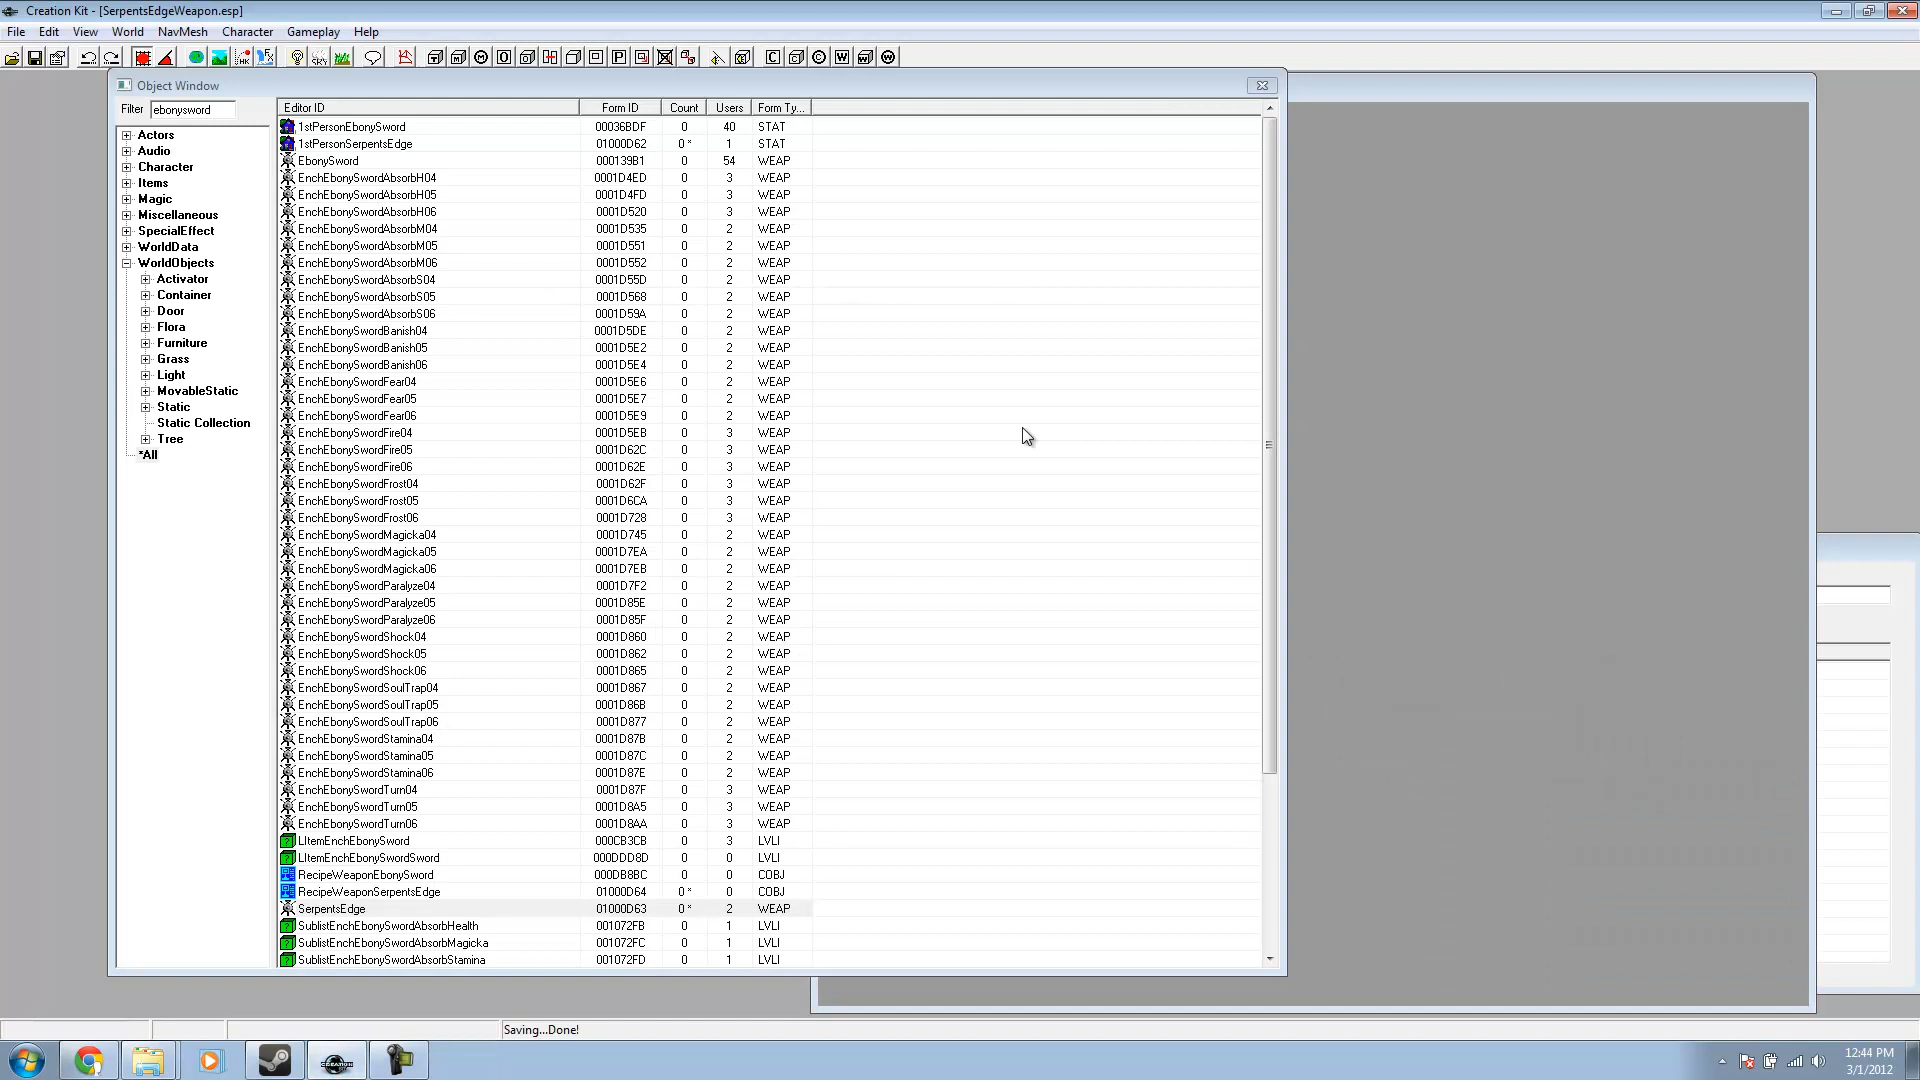 Creation Kit - [SerpentsEdgeWeapon.esp]
File Edit View World NavMesh Character Gameplay Help
Object Window
Filter ebonysword
Actors
Audio
Character
Items
Magic
Miscellaneous
SpecialEffect
WorldData
WorldObjects
Activator
Container
Door
Flora
Furniture
Grass
Light
MovableStatic
Static
Static Collection
Tree
*All
Editor ID Form ID Count Users Form Ty...
1stPersonEbonySword 00036BDF 0 40 STAT
1stPersonSerpentsEdge 01000D62 0 * 1 STAT
EbonySword 000139B1 0 54 WEAP
EnchEbonySwordAbsorbH04 0001D4ED 0 3 WEAP
EnchEbonySwordAbsorbH05 0001D4FD 0 3 WEAP
EnchEbonySwordAbsorbH06 0001D520 0 3 WEAP
EnchEbonySwordAbsorbM04 0001D535 0 2 WEAP
EnchEbonySwordAbsorbM05 0001D551 0 2 WEAP
EnchEbonySwordAbsorbM06 0001D552 0 2 WEAP
EnchEbonySwordAbsorbS04 0001D55D 0 2 WEAP
EnchEbonySwordAbsorbS05 0001D568 0 2 WEAP
EnchEbonySwordAbsorbS06 0001D59A 0 2 WEAP
EnchEbonySwordBanish04 0001D5DE 0 2 WEAP
EnchEbonySwordBanish05 0001D5E2 0 2 WEAP
EnchEbonySwordBanish06 0001D5E4 0 2 WEAP
EnchEbonySwordFear04 0001D5E6 0 2 WEAP
EnchEbonySwordFear05 0001D5E7 0 2 WEAP
EnchEbonySwordFear06 0001D5E9 0 2 WEAP
EnchEbonySwordFire04 0001D5EB 0 3 WEAP
EnchEbonySwordFire05 0001D62C 0 3 WEAP
EnchEbonySwordFire06 0001D62E 0 3 WEAP
EnchEbonySwordFrost04 0001D62F 0 3 WEAP
EnchEbonySwordFrost05 0001D6CA 0 3 WEAP
EnchEbonySwordFrost06 0001D728 0 3 WEAP
EnchEbonySwordMagicka04 0001D745 0 2 WEAP
EnchEbonySwordMagicka05 0001D7EA 0 2 WEAP
EnchEbonySwordMagicka06 0001D7EB 0 2 WEAP
EnchEbonySwordParalyze04 0001D7F2 0 2 WEAP
EnchEbonySwordParalyze05 0001D85E 0 2 WEAP
EnchEbonySwordParalyze06 0001D85F 0 2 WEAP
EnchEbonySwordShock04 0001D860 0 2 WEAP
EnchEbonySwordShock05 0001D862 0 2 WEAP
EnchEbonySwordShock06 0001D865 0 2 WEAP
EnchEbonySwordSoulTrap04 0001D867 0 2 WEAP
EnchEbonySwordSoulTrap05 0001D86B 0 2 WEAP
EnchEbonySwordSoulTrap06 0001D877 0 2 WEAP
EnchEbonySwordStamina04 0001D87B 0 2 WEAP
EnchEbonySwordStamina05 0001D87C 0 2 WEAP
EnchEbonySwordStamina06 0001D87E 0 2 WEAP
EnchEbonySwordTurn04 0001D87F 0 3 WEAP
EnchEbonySwordTurn05 0001D8A5 0 3 WEAP
EnchEbonySwordTurn06 0001D8AA 0 3 WEAP
LItemEnchEbonySword 000CB3CB 0 3 LVLI
LItemEnchEbonySwordSword 000DDD8D 0 0 LVLI
RecipeWeaponEbonySword 000DB8BC 0 0 COBJ
RecipeWeaponSerpentsEdge 01000D64 0 * 0 COBJ
SerpentsEdge 01000D63 0 * 2 WEAP
SublistEnchEbonySwordAbsorbHealth 001072FB 0 1 LVLI
SublistEnchEbonySwordAbsorbMagicka 001072FC 0 1 LVLI
SublistEnchEbonySwordAbsorbStamina 001072FD 0 1 LVLI
Saving...Done!
12:44 PM
3/1/2012